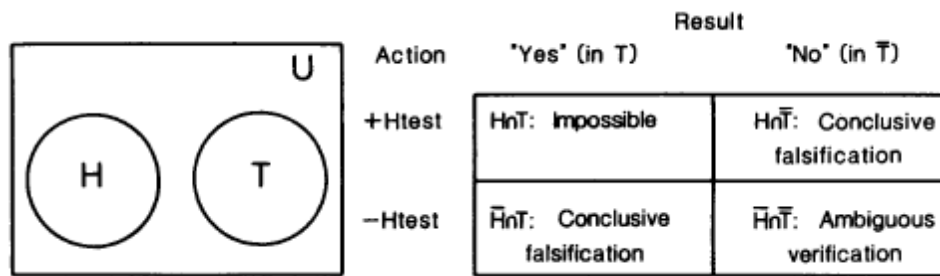 Result
U
Action
"Yes" (in T)
"No" (in T̅)
H
T
+Htest
H∩T: Impossible
H∩T̅: Conclusive
falsification
−Htest
H̅∩T: Conclusive
falsification
H̅∩T̅: Ambiguous
verification